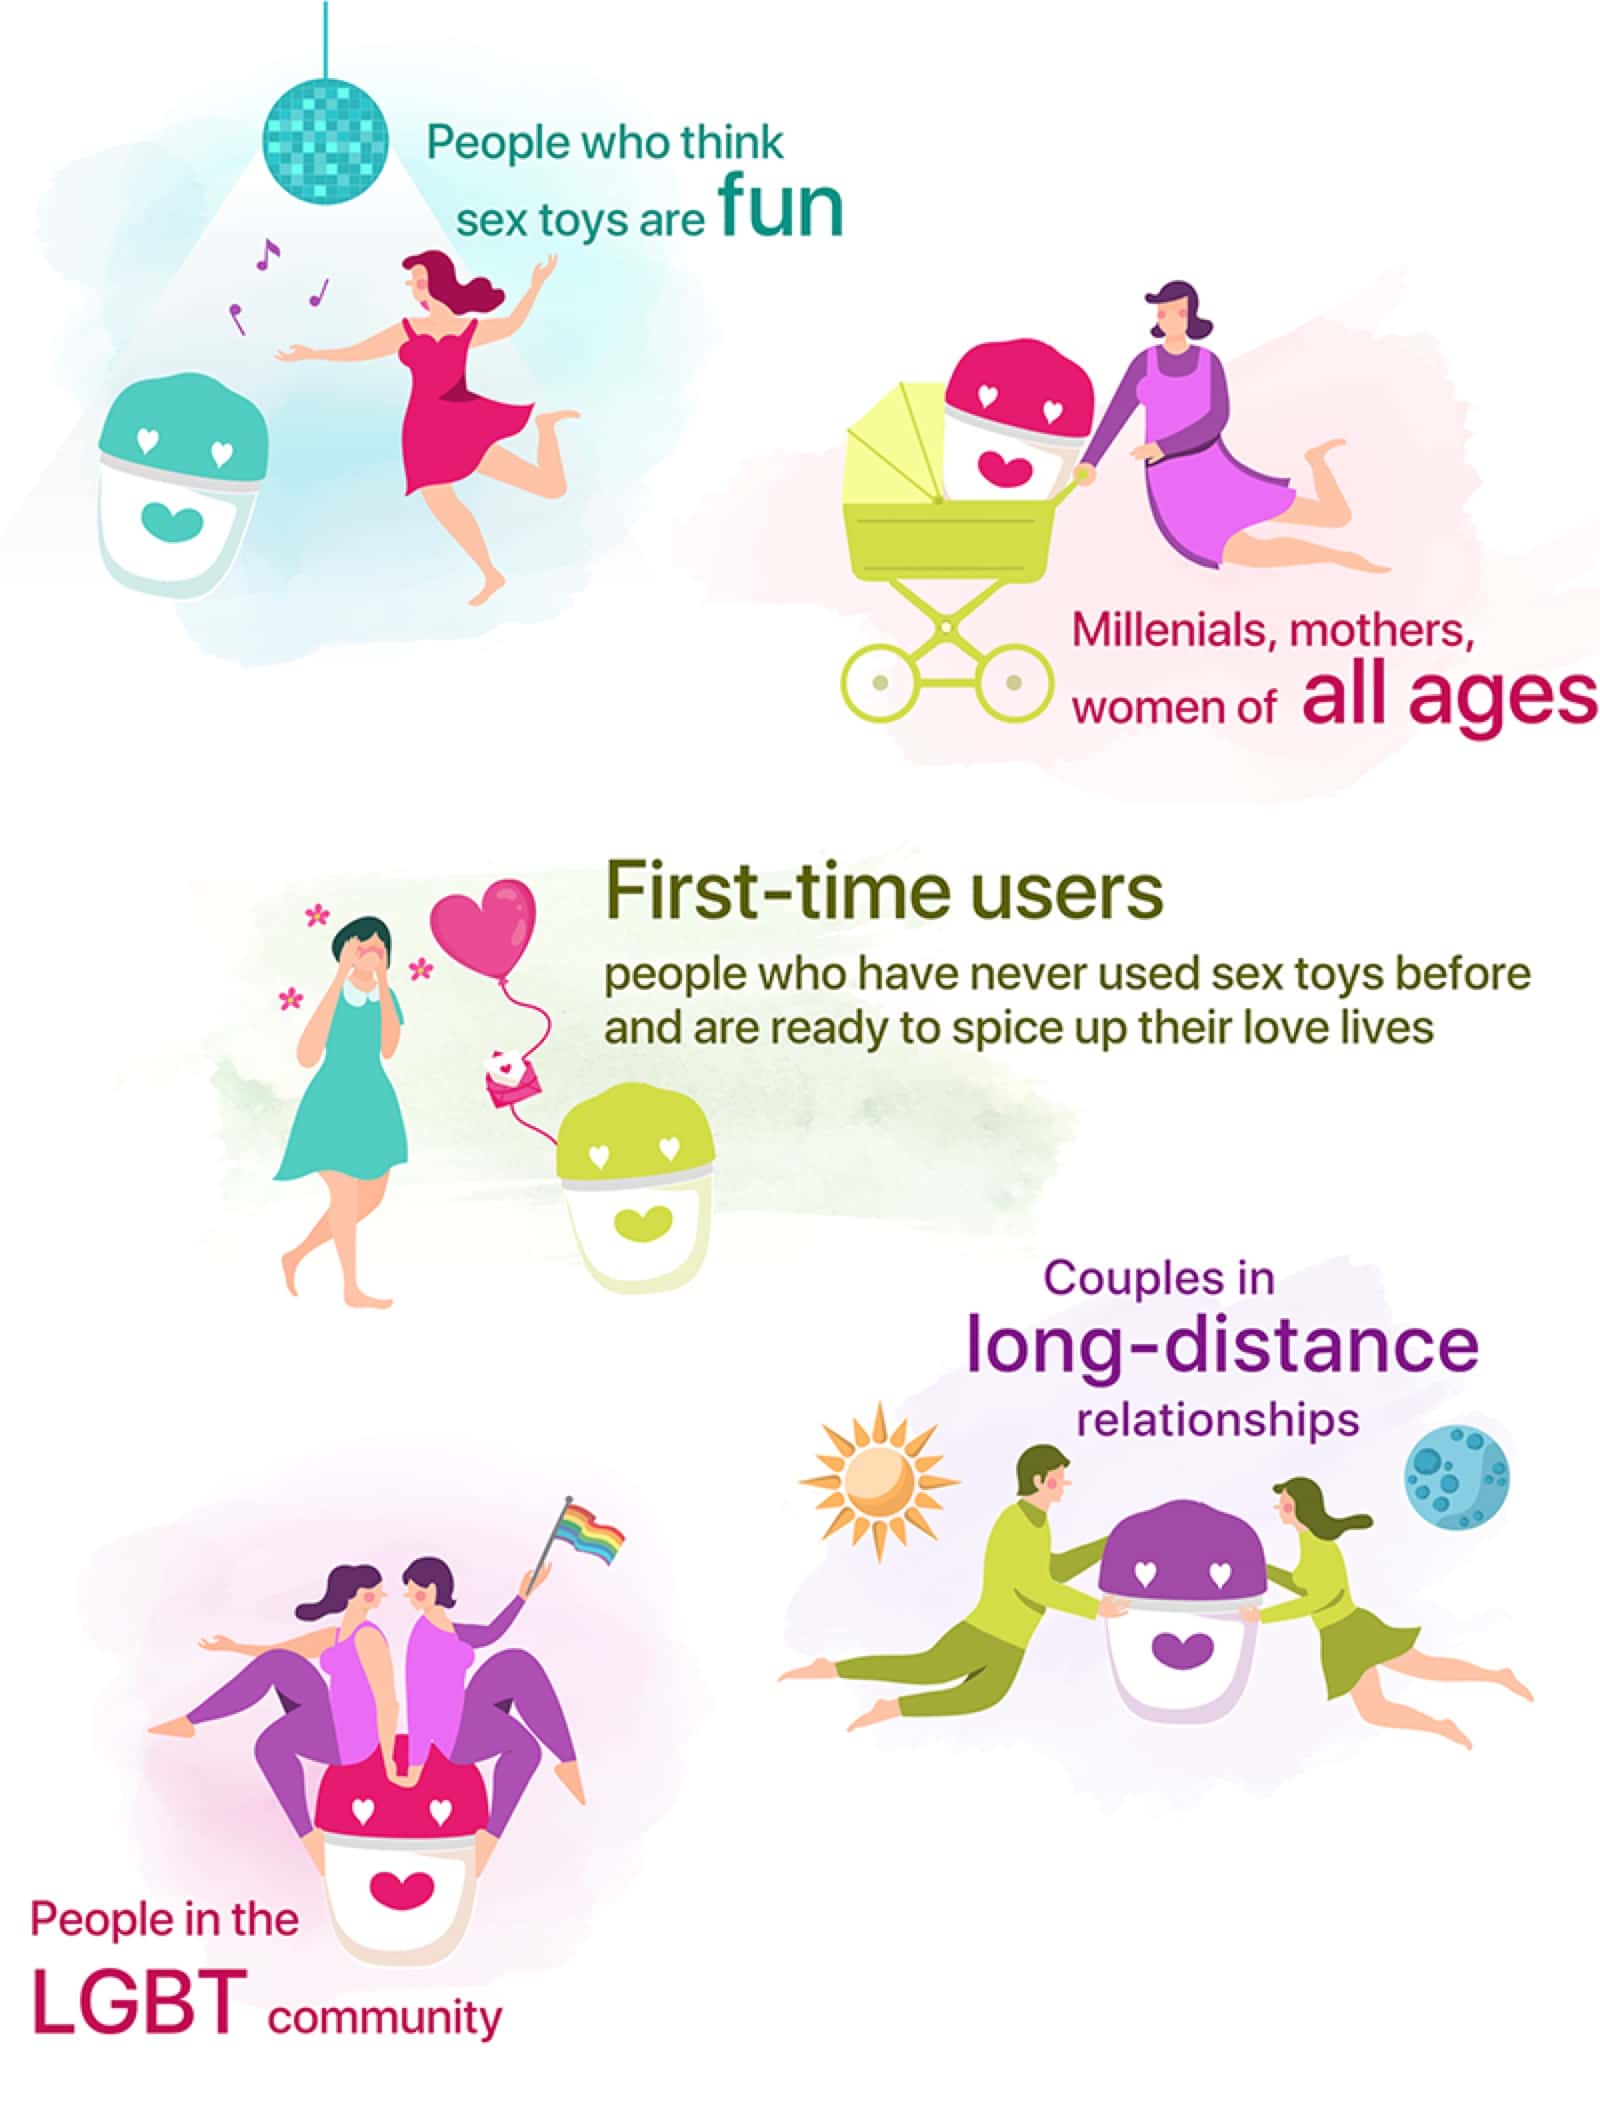 People who think
sex toys are fun
Millenials, mothers,
women of all ages
First-time users
people who have never used sex toys before
and are ready to spice up their love lives
Couples in
long-distance
relationships
People in the
LGBT community